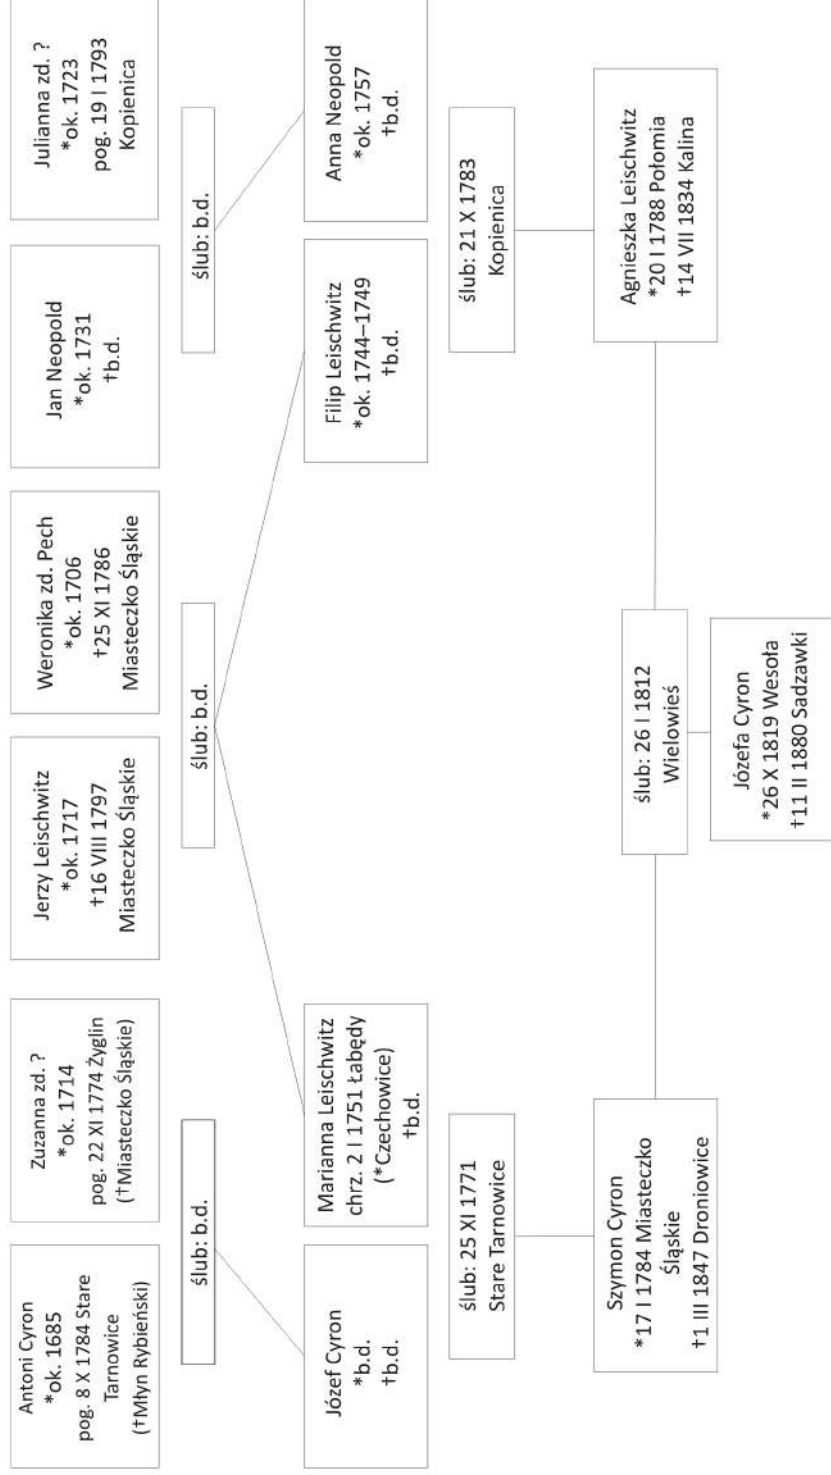 Antoni Cyron
*ok. 1685
pog. 8 X 1784 Stare
Tarnowice
(†Młyn Rybieński)
Zuzanna zd. ?
*ok. 1714
pog. 22 XI 1774 Żyglin
(†Miasteczko Śląskie)
Jerzy Leischwitz
*ok. 1717
†16 VIII 1797
Miasteczko Śląskie
Weronika zd. Pech
*ok. 1706
†25 XI 1786
Miasteczko Śląskie
Jan Neopold
*ok. 1731
†b.d.
Julianna zd. ?
*ok. 1723
pog. 19 I 1793
Kopienica
ślub: b.d.
ślub: b.d.
ślub: b.d.
Józef Cyron
*b.d.
†b.d.
Marianna Leischwitz
chrz. 2 I 1751 Łabędy
(*Czechowice)
†b.d.
Filip Leischwitz
*ok. 1744–1749
†b.d.
Anna Neopold
*ok. 1757
†b.d.
ślub: 25 XI 1771
Stare Tarnowice
ślub: 21 X 1783
Kopienica
Szymon Cyron
*17 I 1784 Miasteczko
Śląskie
†1 III 1847 Droniowice
Agnieszka Leischwitz
*20 I 1788 Połomia
†14 VII 1834 Kalina
ślub: 26 I 1812
Wielowieś
Józefa Cyron
*26 X 1819 Wesoła
†11 II 1880 Sadzawki